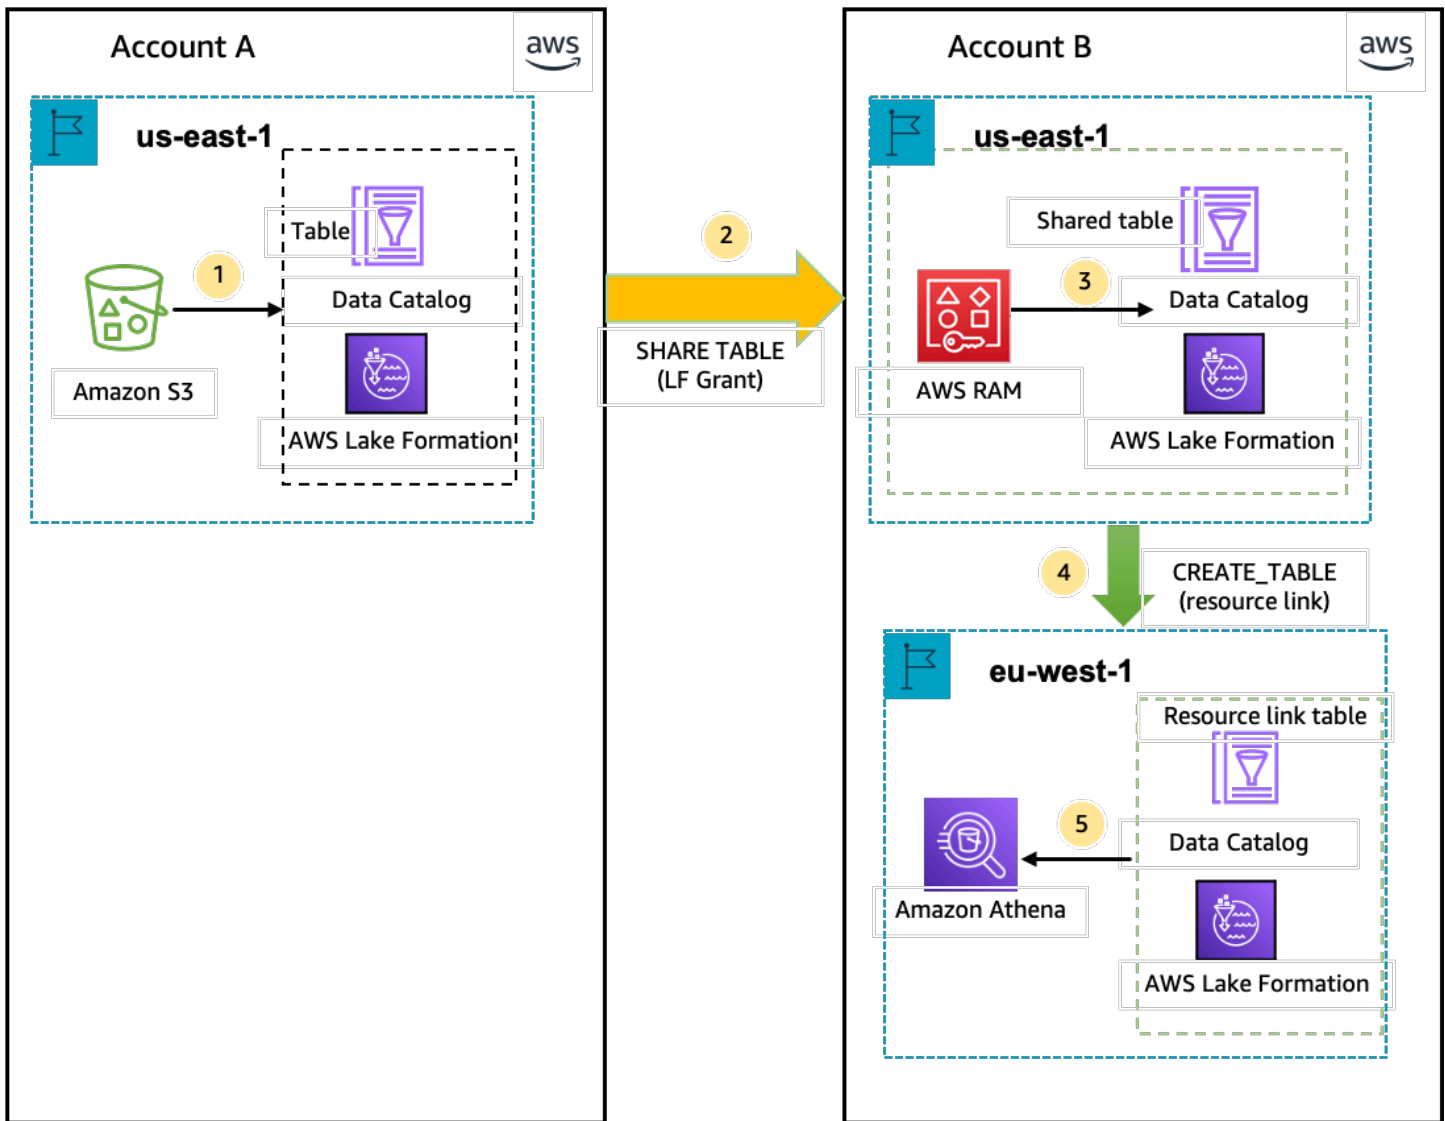 Account A
aws
us-east-1
Table
1
Data Catalog
Amazon S3
AWS Lake Formation
2
SHARE TABLE
(LF Grant)
Account B
aws
us-east-1
Shared table
3
Data Catalog
AWS RAM
AWS Lake Formation
4
CREATE_TABLE
(resource link)
eu-west-1
Resource link table
5
Data Catalog
Amazon Athena
AWS Lake Formation